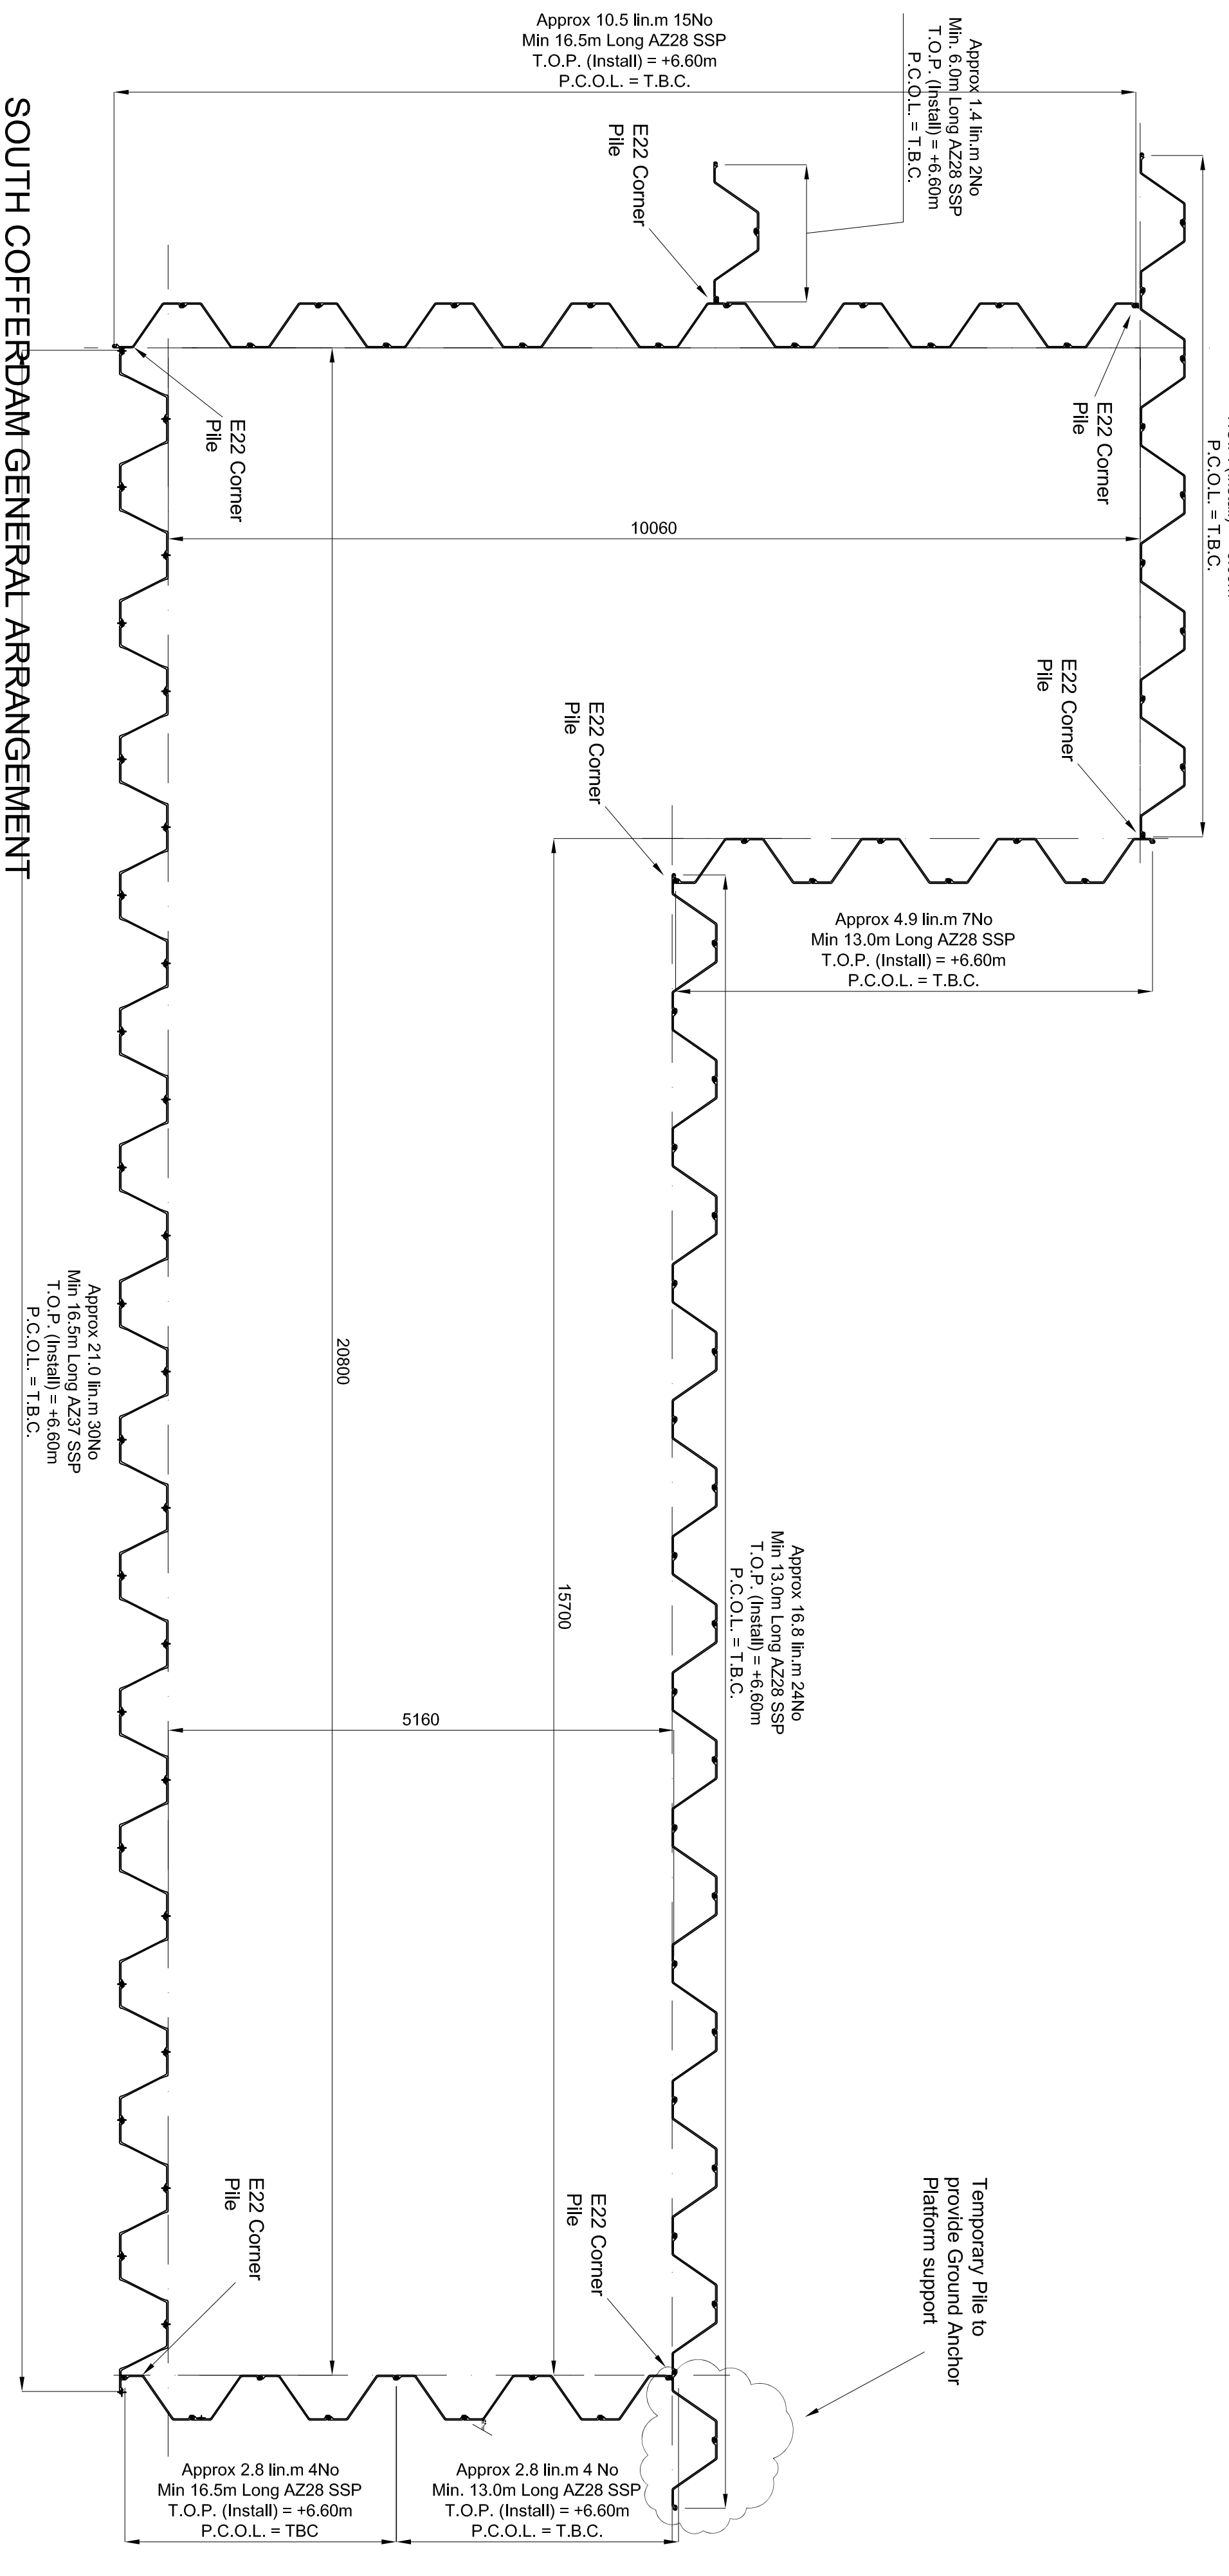 Approx 10.5 lin.m 15No
Min 16.5m Long AZ28 SSP
T.O.P. (Install) = +6.60m
P.C.O.L. = T.B.C.
Approx 1.4 lin.m 2No
Min. 6.0m Long AZ28 SSP
T.O.P. (Install) = +6.60m
P.C.O.L. = T.B.C.
E22 Corner
Pile
P.C.O.L. = T.B.C.
E22 Corner
Pile
E22 Corner
Pile
10060
E22 Corner
Pile
E22 Corner
Pile
Approx 4.9 lin.m 7No
Min 13.0m Long AZ28 SSP
T.O.P. (Install) = +6.60m
P.C.O.L. = T.B.C.
SOUTH COFFERDAM GENERAL ARRANGEMENT
20800
15700
Approx 21.0 lin.m 30No
Min 16.5m Long AZ37 SSP
T.O.P. (Install) = +6.60m
P.C.O.L. = T.B.C.
Approx 16.8 lin.m 24No
Min 13.0m Long AZ28 SSP
T.O.P. (Install) = +6.60m
P.C.O.L. = T.B.C.
5160
E22 Corner
Pile
E22 Corner
Pile
Temporary Pile to
provide Ground Anchor
Platform support
Approx 2.8 lin.m 4No
Min 16.5m Long AZ28 SSP
T.O.P. (Install) = +6.60m
P.C.O.L. = TBC
Approx 2.8 lin.m 4 No
Min. 13.0m Long AZ28 SSP
T.O.P. (Install) = +6.60m
P.C.O.L. = T.B.C.